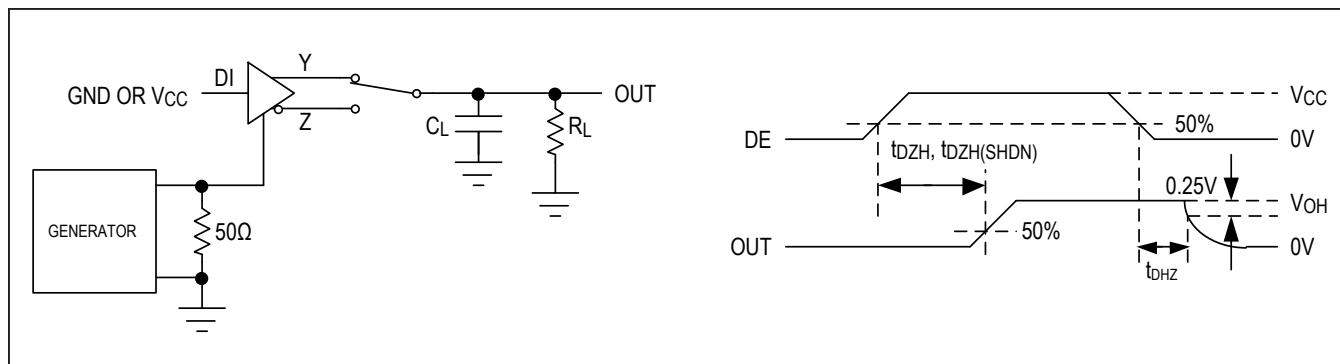 Y
DI
GND OR VCC
Z
OUT
CL
RL
GENERATOR
50Ω
VCC
50%
DE
0V
tDZH, tDZH(SHDN)
0.25V
VOH
50%
OUT
0V
tDHZ